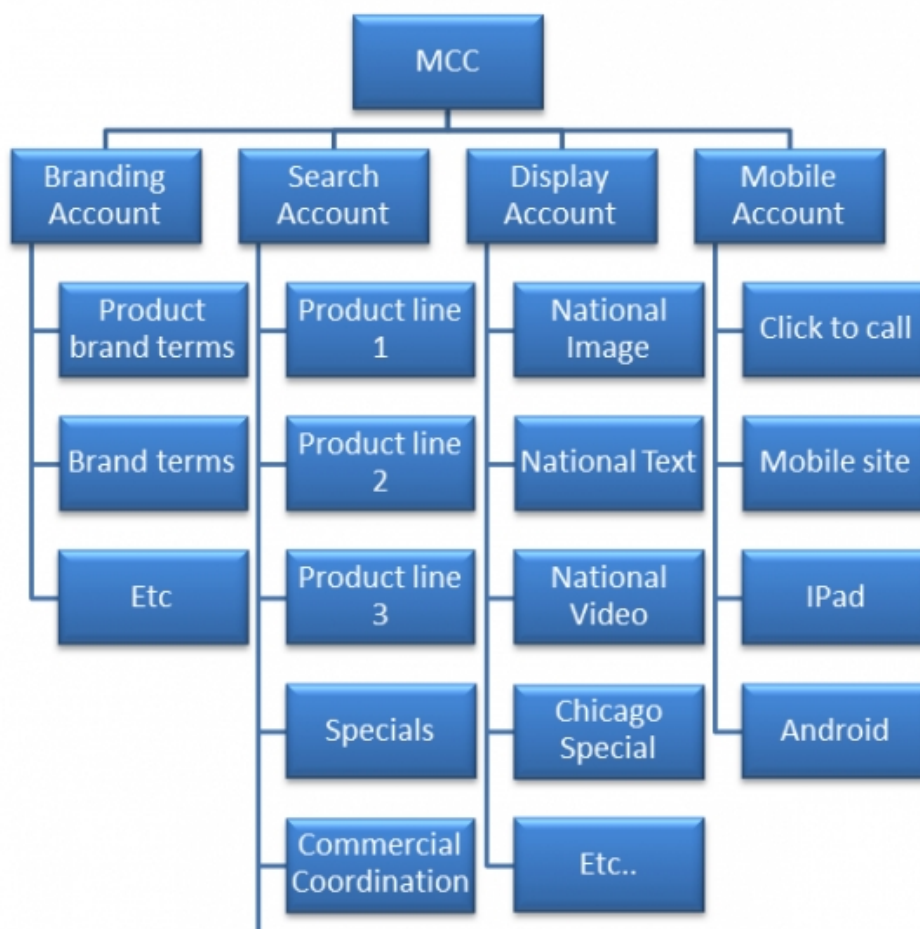 MCC
Branding
Account
Search
Account
Display
Account
Mobile
Account
Product
brand terms
Product line
1
National
Image
Click to call
Brand terms
Product line
2
National Text
Mobile site
Etc
Product line
3
National
Video
IPad
Specials
Chicago
Special
Android
Commercial
Coordination
Etc..